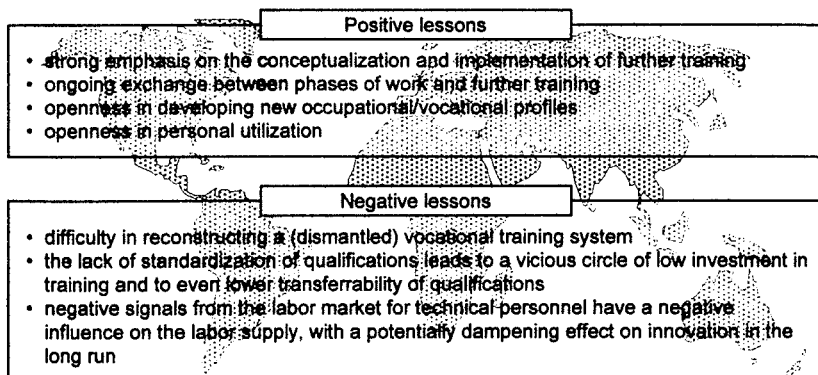 Positive lessons
• strong emphasis on the conceptualization and implementation of further training
• ongoing exchange between phases of work and further training
• openness in developing new occupational/vocational profiles
• openness in personal utilization
Negative lessons
• difficulty in reconstructing a (dismantled) vocational training system
• the lack of standardization of qualifications leads to a vicious circle of low investment in
training and to even lower transferrability of qualifications
• negative signals from the labor market for technical personnel have a negative
influence on the labor supply, with a potentially dampening effect on innovation in the
long run